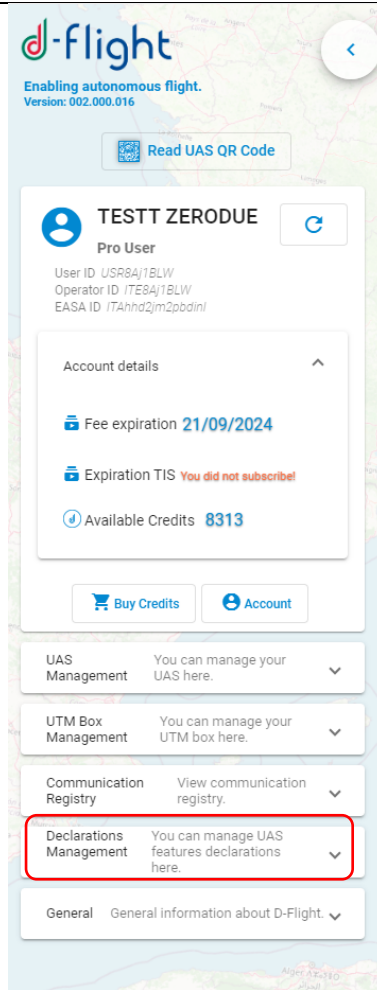 d-flight
Enabling autonomous flight.
Version: 002.000.016
Read UAS QR Code
TESTT ZERODUE
Pro User
User ID USR8Aj1BLW
Operator ID ITE8Aj1BLW
EASA ID ITAhhd2jm2pbdinl
Account details
Fee expiration 21/09/2024
Expiration TIS You did not subscribe!
d Available Credits 8313
Buy Credits
Account
UAS Management
You can manage your UAS here.
UTM Box Management
You can manage your UTM box here.
Communication Registry
View communication registry.
Declarations Management
You can manage UAS features declarations here.
General General information about D-Flight.